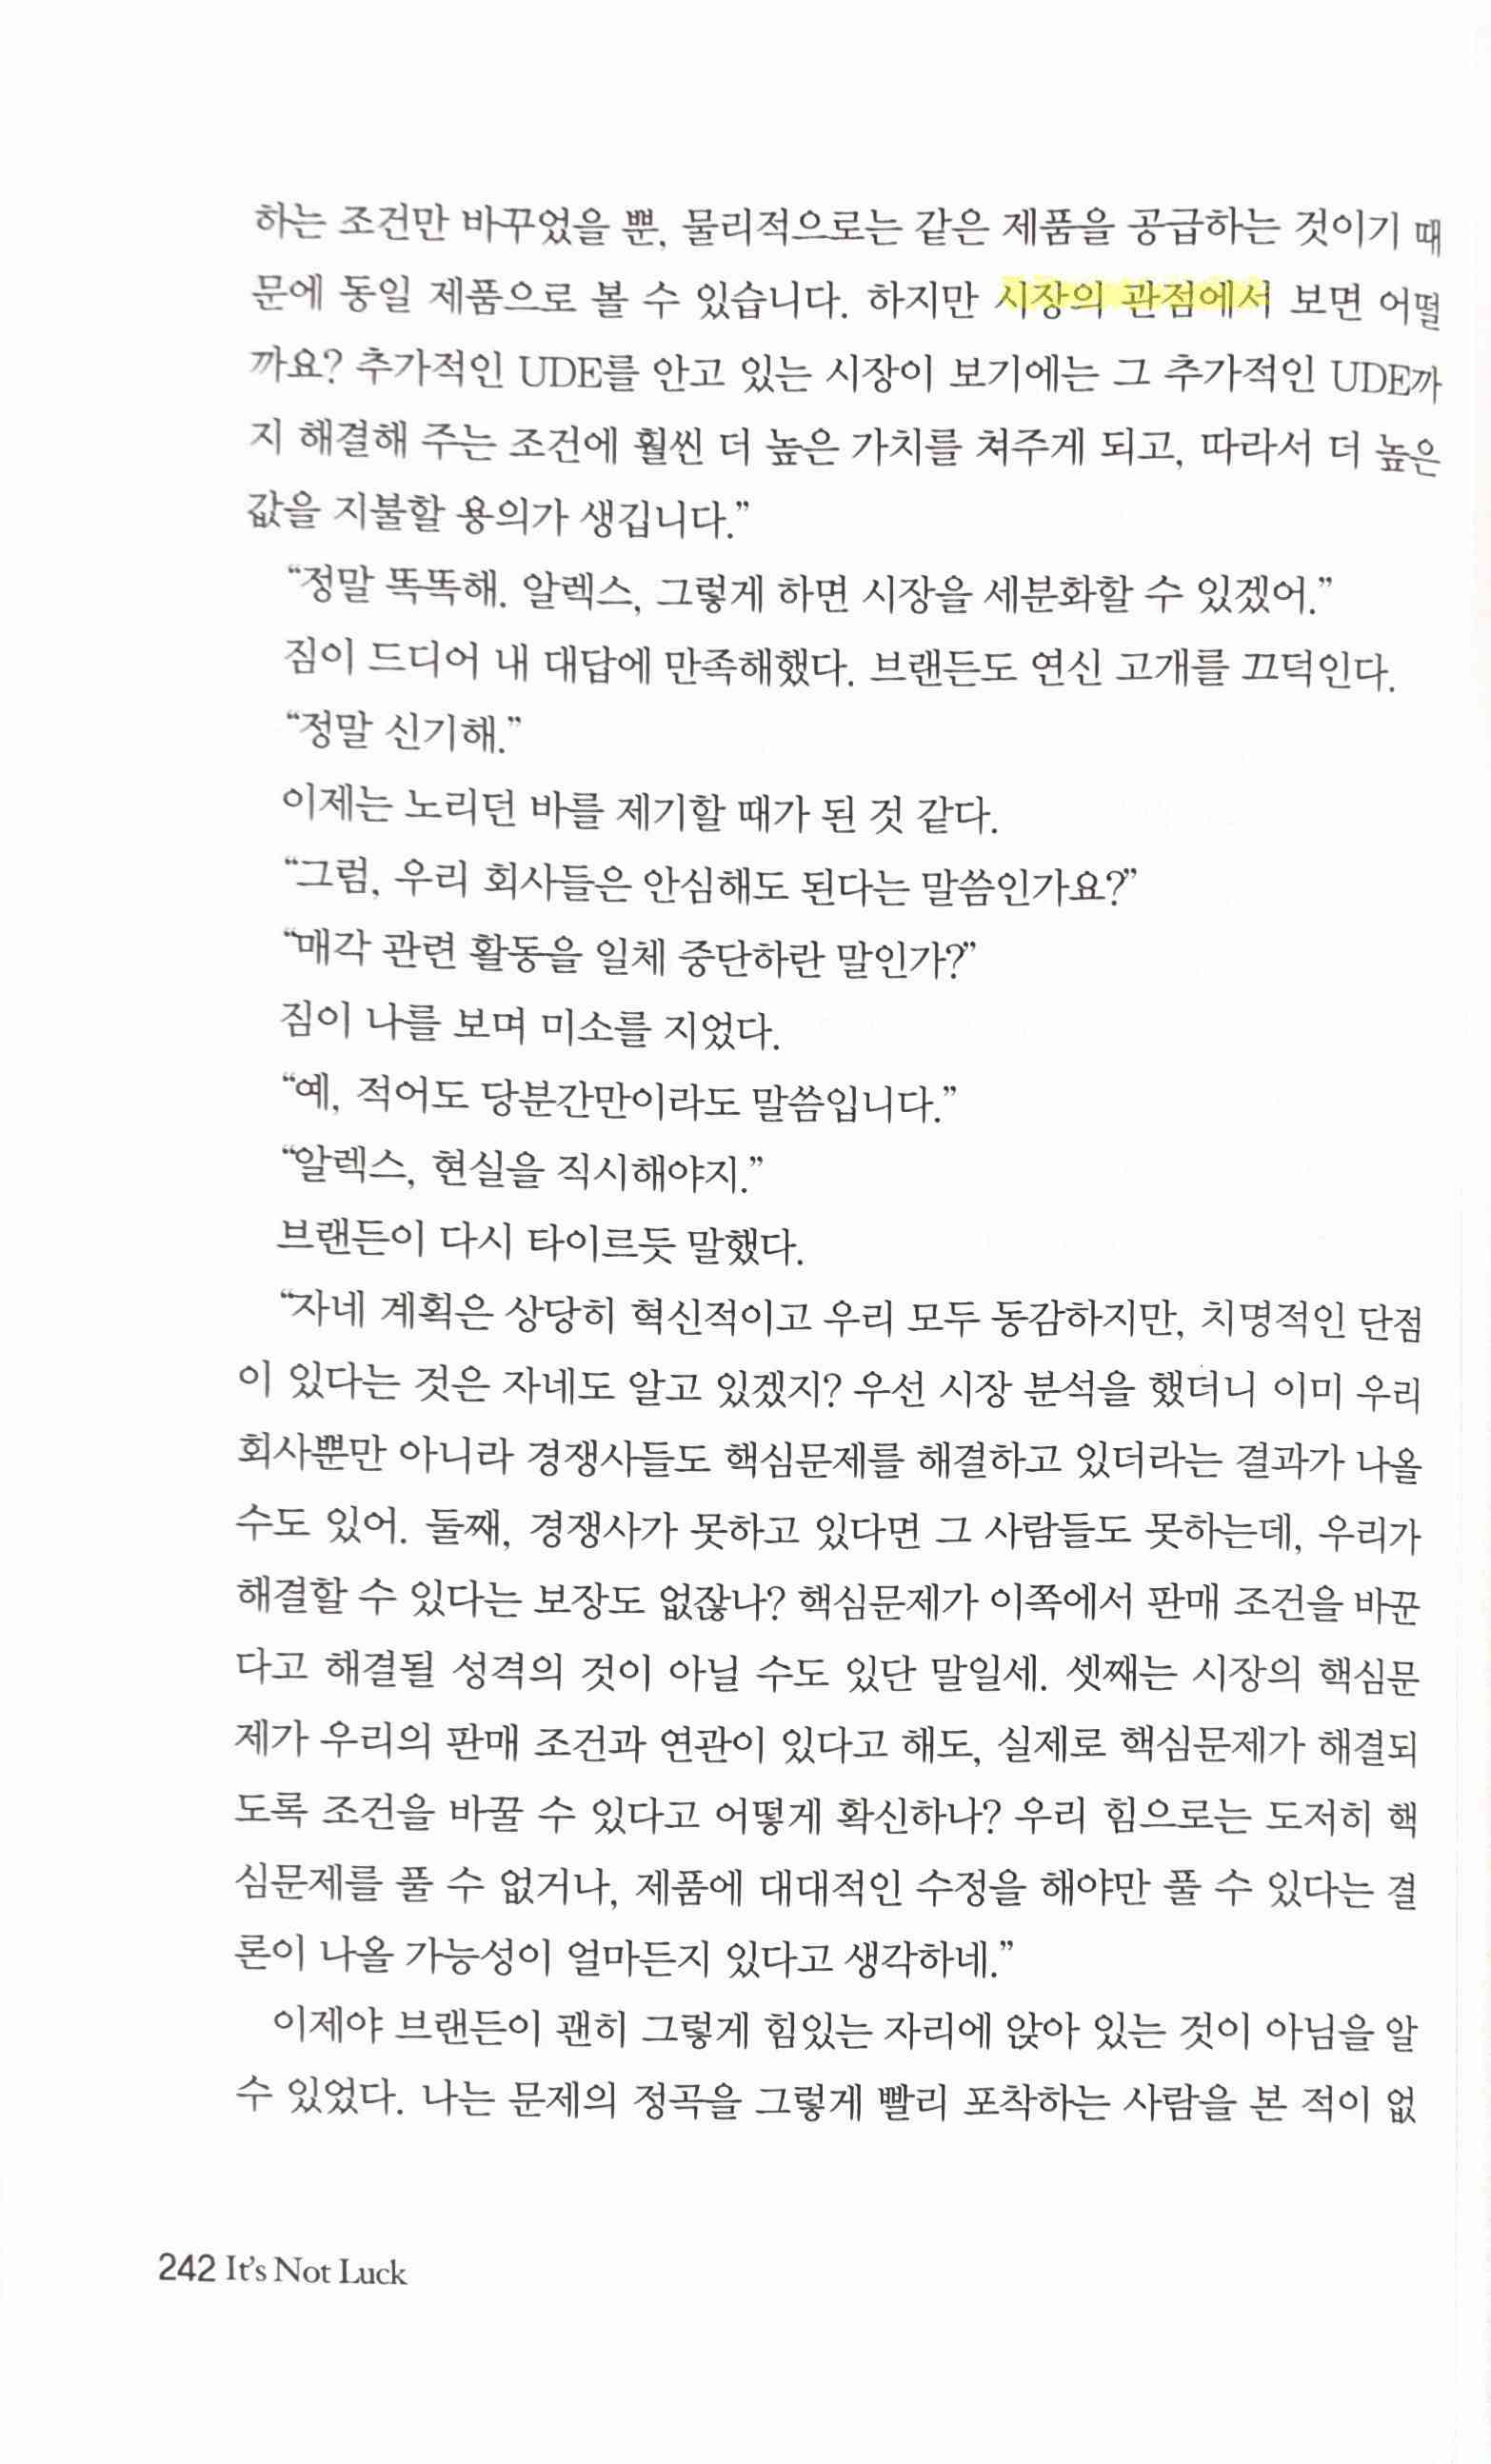 하는 조건만 바꾸었을 뿐, 물리적으로는 같은 제품을 공급하는 것이기 때
문에 동일 제품으로 볼 수 있습니다. 하지만 시장의 관점에서 보면 어떨
까요? 추가적인 UDE를 안고 있는 시장이 보기에는 그 추가적인 UDE까
지 해결해 주는 조건에 훨씬 더 높은 가치를 쳐주게 되고, 따라서 더 높은
값을 지불할 용의가 생깁니다.”
“정말 똑똑해. 알렉스, 그렇게 하면 시장을 세분화할 수 있겠어.”
짐이 드디어 내 대답에 만족해했다. 브랜든도 연신 고개를 끄덕인다.
“정말 신기해.”
이제는 노리던 바를 제기할 때가 된 것 같다.
“그럼, 우리 회사들은 안심해도 된다는 말씀인가요?”
“매각 관련 활동을 일체 중단하란 말인가?”
짐이 나를 보며 미소를 지었다.
“예, 적어도 당분간만이라도 말씀입니다.”
“알렉스, 현실을 직시해야지.”
브랜든이 다시 타이르듯 말했다.
“자네 계획은 상당히 혁신적이고 우리 모두 동감하지만, 치명적인 단점
이 있다는 것은 자네도 알고 있겠지? 우선 시장 분석을 했더니 이미 우리
회사뿐만 아니라 경쟁사들도 핵심문제를 해결하고 있더라는 결과가 나올
수도 있어. 둘째, 경쟁사가 못하고 있다면 그 사람들도 못하는데, 우리가
해결할 수 있다는 보장도 없잖나? 핵심문제가 이쪽에서 판매 조건을 바꾼
다고 해결될 성격의 것이 아닐 수도 있단 말일세. 셋째는 시장의 핵심문
제가 우리의 판매 조건과 연관이 있다고 해도, 실제로 핵심문제가 해결되
도록 조건을 바꿀 수 있다고 어떻게 확신하나? 우리 힘으로는 도저히 핵
심문제를 풀 수 없거나, 제품에 대대적인 수정을 해야만 풀 수 있다는 결
론이 나올 가능성이 얼마든지 있다고 생각하네.”
이제야 브랜든이 괜히 그렇게 힘있는 자리에 앉아 있는 것이 아님을 알
수 있었다. 나는 문제의 정곡을 그렇게 빨리 포착하는 사람을 본 적이 없
242 It's Not Luck